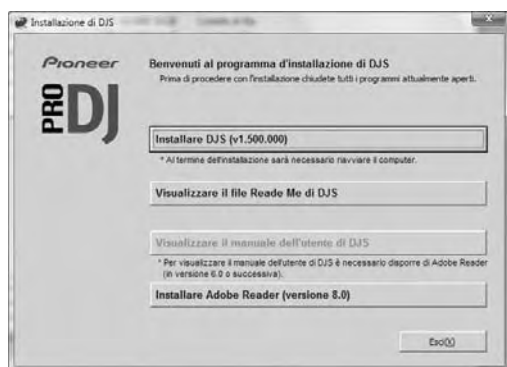 Installazione di DJS
Pioneer
PRO
DJ
Benvenuti al programma d'installazione di DJS
Prima di procedere con l'installazione chiudete tutti i programmi attualmente aperti.
Installare DJS (v1.500.000)
* Al termine dell'installazione sarà necessario riavviare il computer.
Visualizzare il file Reade Me di DJS
Visualizzare il manuale dell'utente di DJS
* Per visualizzare il manuale dell'utente di DJS è necessario disporre di Adobe Reader
(in versione 6.0 o successiva).
Installare Adobe Reader (versione 8.0)
Esci(X)